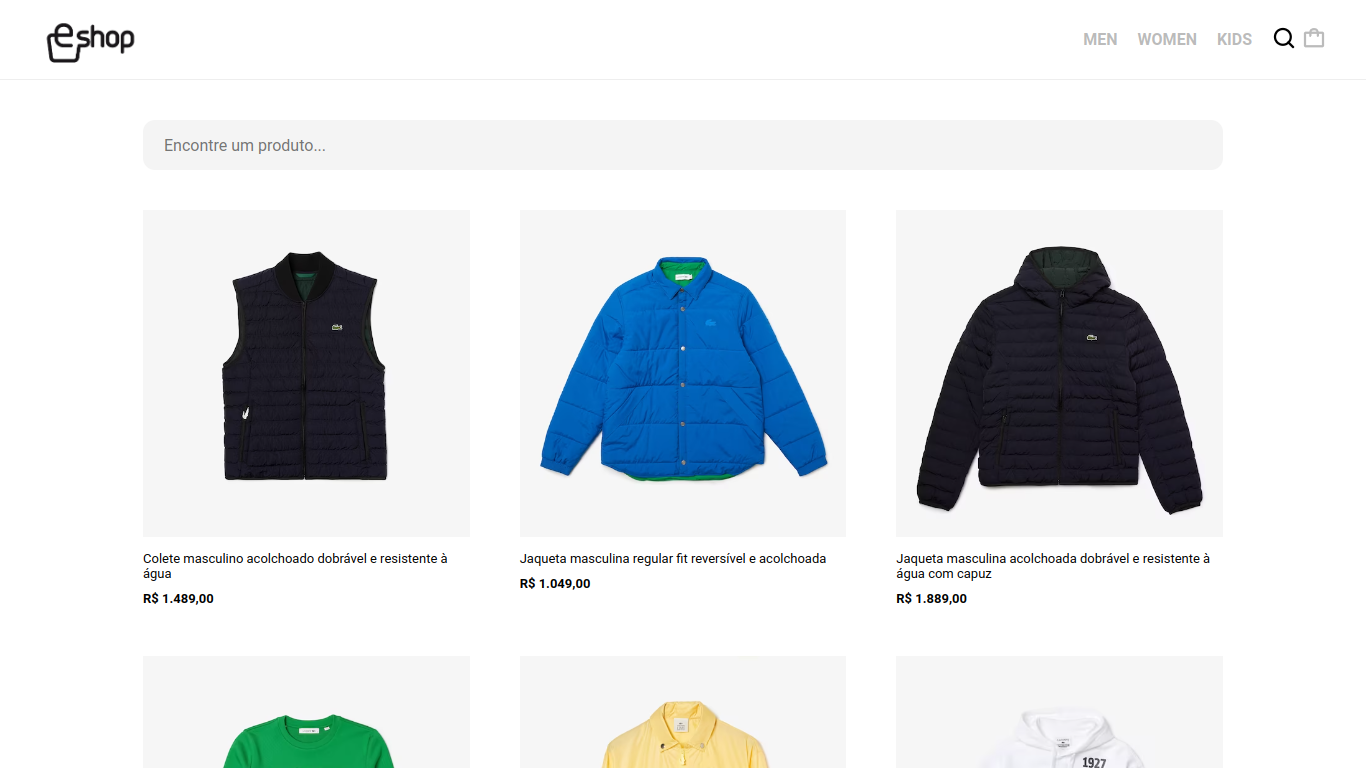 eshop
MEN WOMEN KIDS
Encontre um produto...
Colete masculino acolchoado dobrável e resistente à
água
R$ 1.489,00
Jaqueta masculina regular fit reversível e acolchoada
R$ 1.049,00
Jaqueta masculina acolchoada dobrável e resistente à
água com capuz
R$ 1.889,00
1927